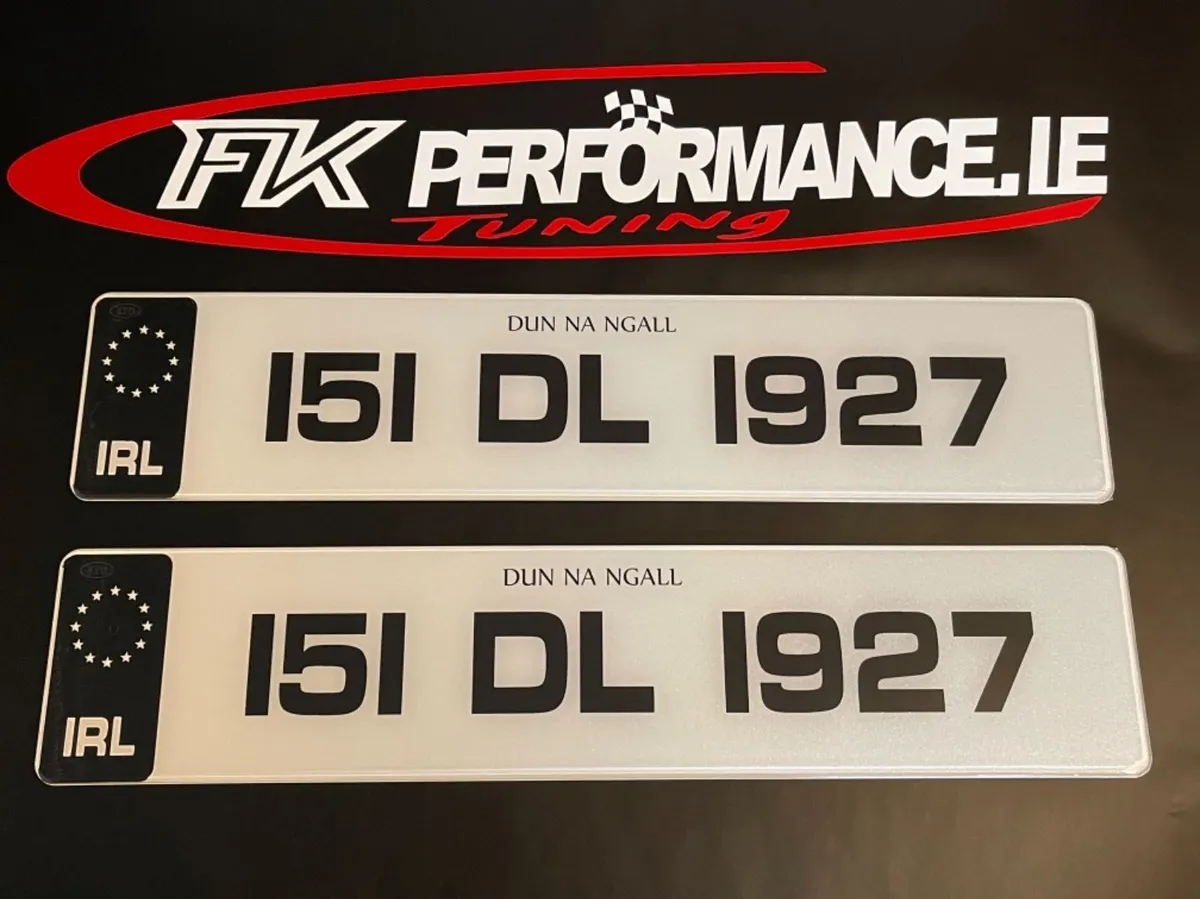 FK PERFORMANCE.IE
Tuning
DUN NA NGALL
151 DL 1927
IRL
DUN NA NGALL
151 DL 1927
IRL